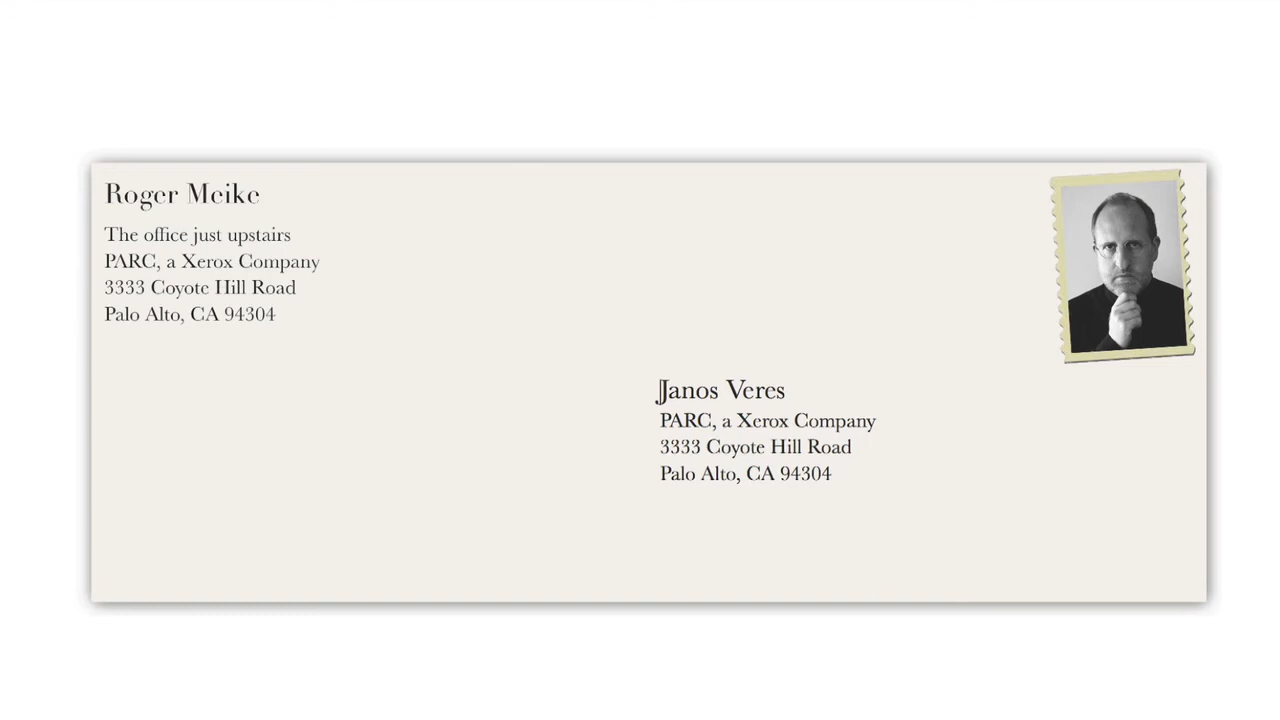 Roger Meike
The office just upstairs
PARC, a Xerox Company
3333 Coyote Hill Road
Palo Alto, CA 94304
Janos Veres
PARC, a Xerox Company
3333 Coyote Hill Road
Palo Alto, CA 94304